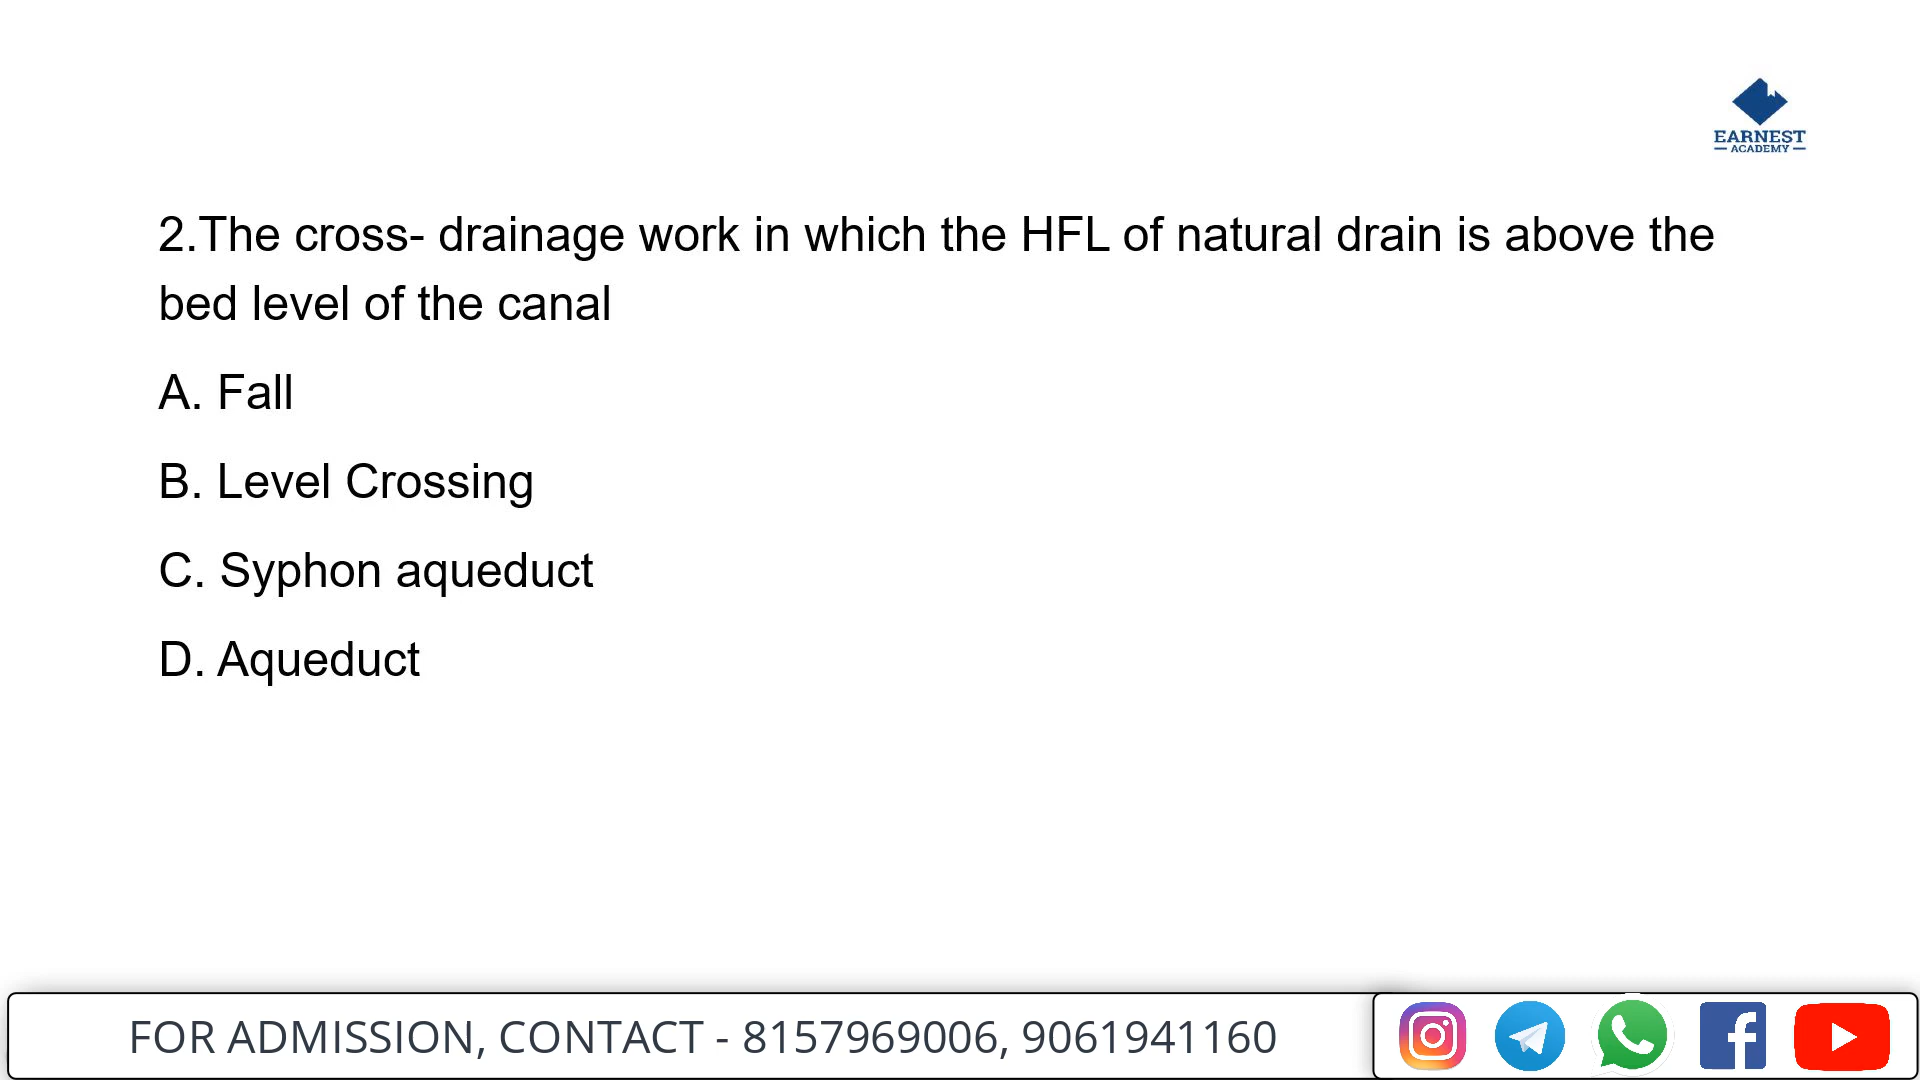 EARNEST
ACADEMY
2.The cross- drainage work in which the HFL of natural drain is above the
bed level of the canal
A. Fall
B. Level Crossing
C. Syphon aqueduct
D. Aqueduct
FOR ADMISSION, CONTACT - 8157969006, 9061941160